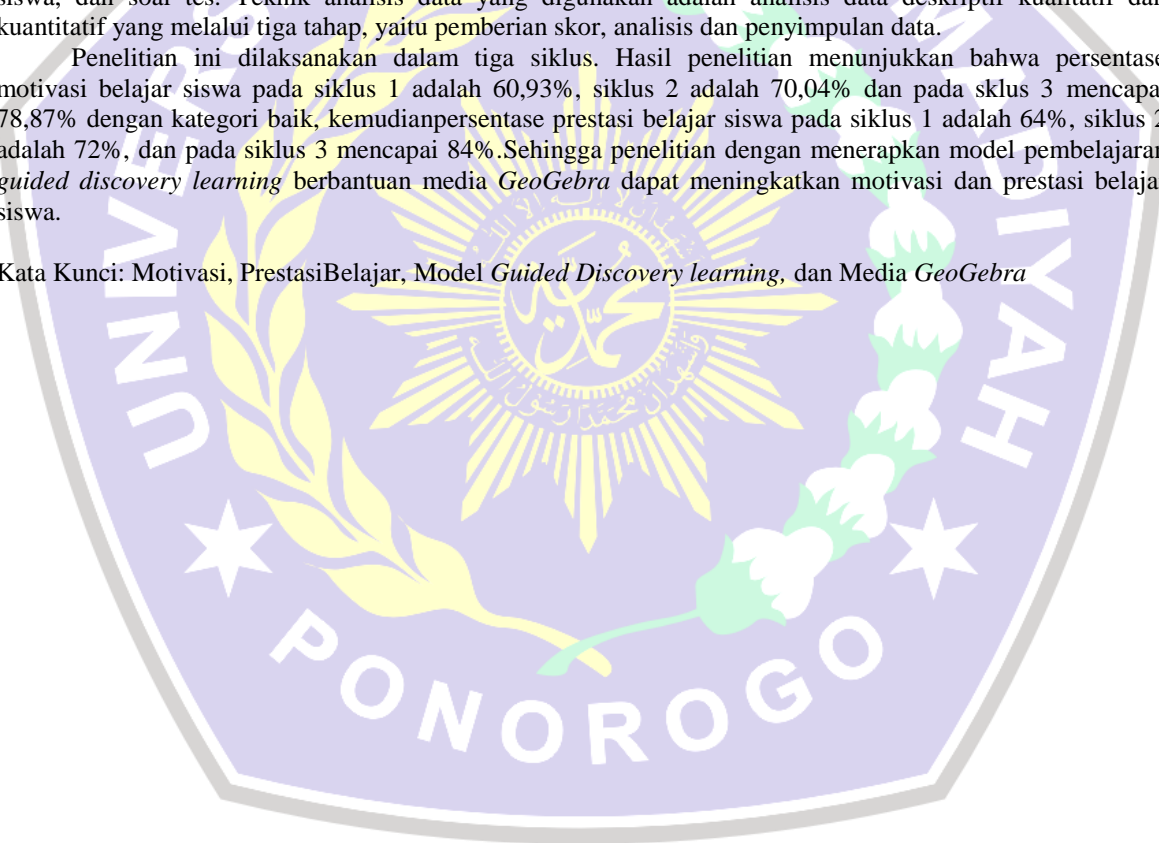 siswa, dan soal tes. Teknik analisis data yang digunakan adalah analisis data deskriptif kualitatif dan
kuantitatif yang melalui tiga tahap, yaitu pemberian skor, analisis dan penyimpulan data.
Penelitian ini dilaksanakan dalam tiga siklus. Hasil penelitian menunjukkan bahwa persentase
motivasi belajar siswa pada siklus 1 adalah 60,93%, siklus 2 adalah 70,04% dan pada sklus 3 mencapai
78,87% dengan kategori baik, kemudianpersentase prestasi belajar siswa pada siklus 1 adalah 64%, siklus 2
adalah 72%, dan pada siklus 3 mencapai 84%.Sehingga penelitian dengan menerapkan model pembelajaran
guided discovery learning berbantuan media GeoGebra dapat meningkatkan motivasi dan prestasi belajar
siswa.
Kata Kunci: Motivasi, PrestasiBelajar, Model Guided Discovery learning, dan Media GeoGebra
محمدية
PONOROGO